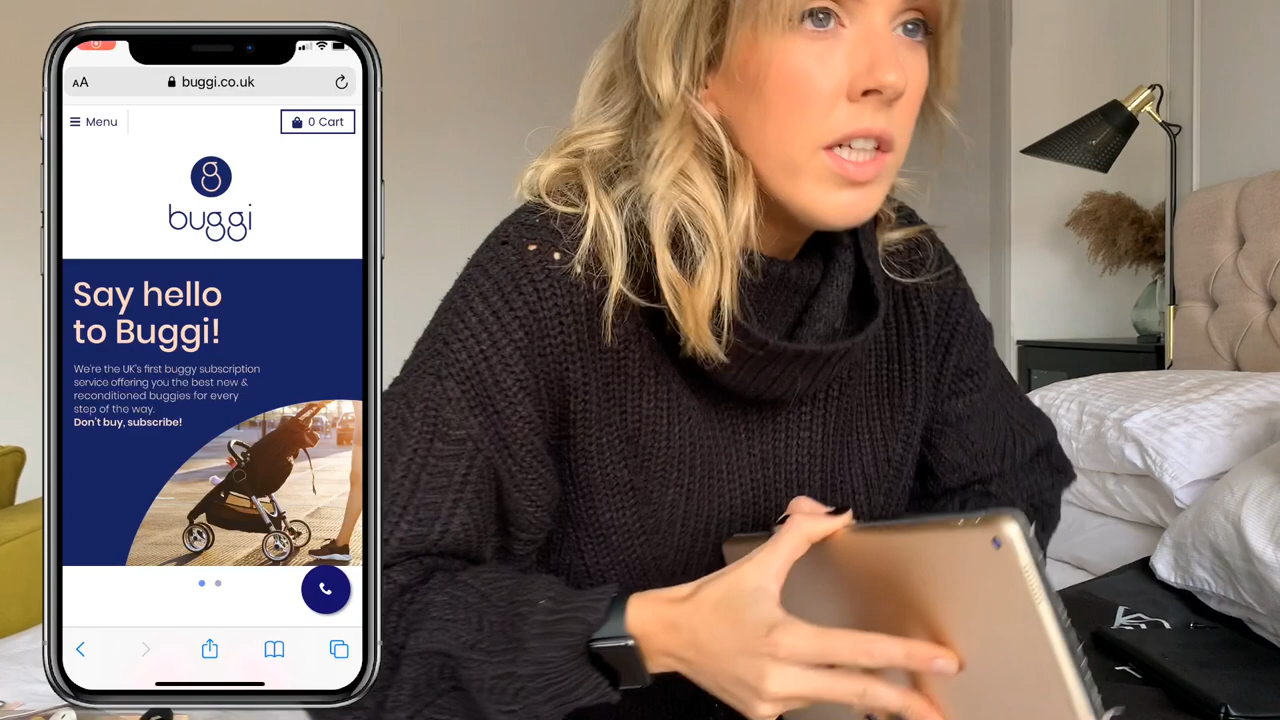 AA
buggi.co.uk
Menu
0 Cart
buggi
Say hello
to Buggi!
We're the UK's first buggy subscription
service offering you the best new &
reconditioned buggies for every
step of the way.
Don't buy, subscribe!